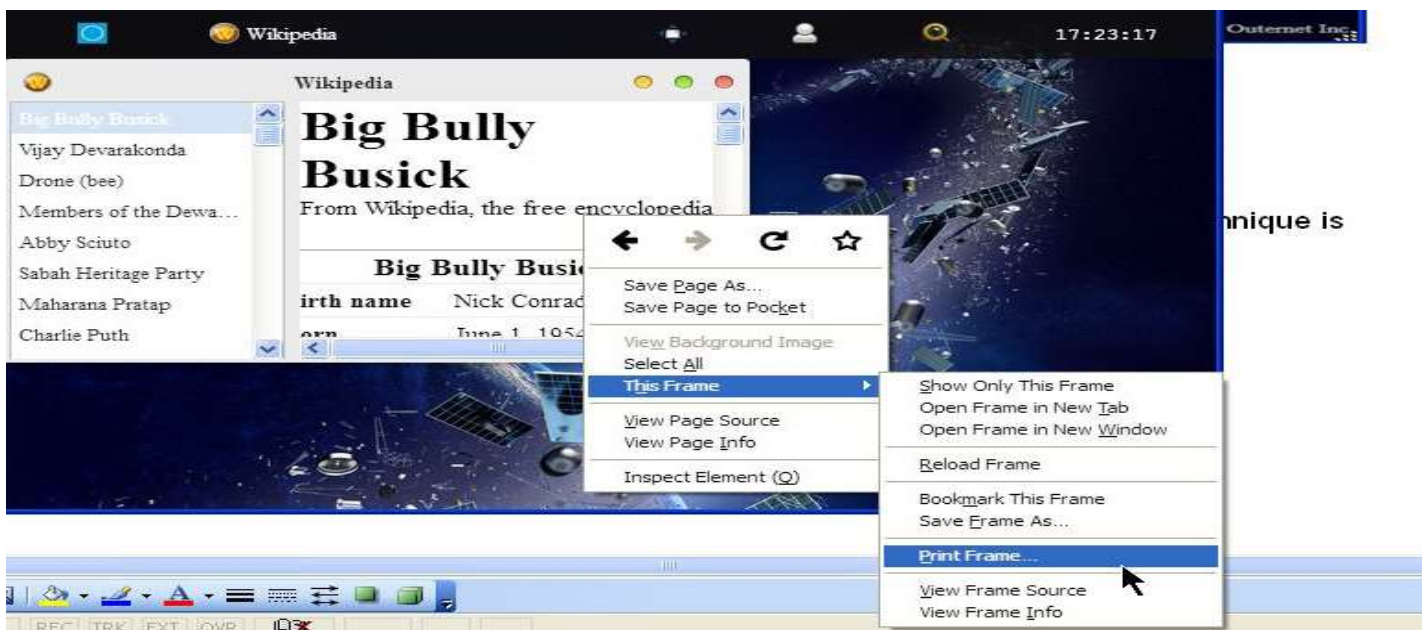 Wikipedia
17:23:17
Outernet Inc.
Wikipedia
Big Bully Busick
Vijay Devarakonda
Drone (bee)
Members of the Dewa...
Abby Sciuto
Sabah Heritage Party
Maharana Pratap
Charlie Puth
Big Bully
Busick
From Wikipedia, the free encyclopedia
Big Bully Busi
irth name Nick Conrad
orn June 1, 1954
nnique is
Save Page As...
Save Page to Pocket
View Background Image
Select All
This Frame
View Page Source
View Page Info
Inspect Element (Q)
Show Only This Frame
Open Frame in New Tab
Open Frame in New Window
Reload Frame
Bookmark This Frame
Save Frame As...
Print Frame...
View Frame Source
View Frame Info
A
REC TRK EXT OVR